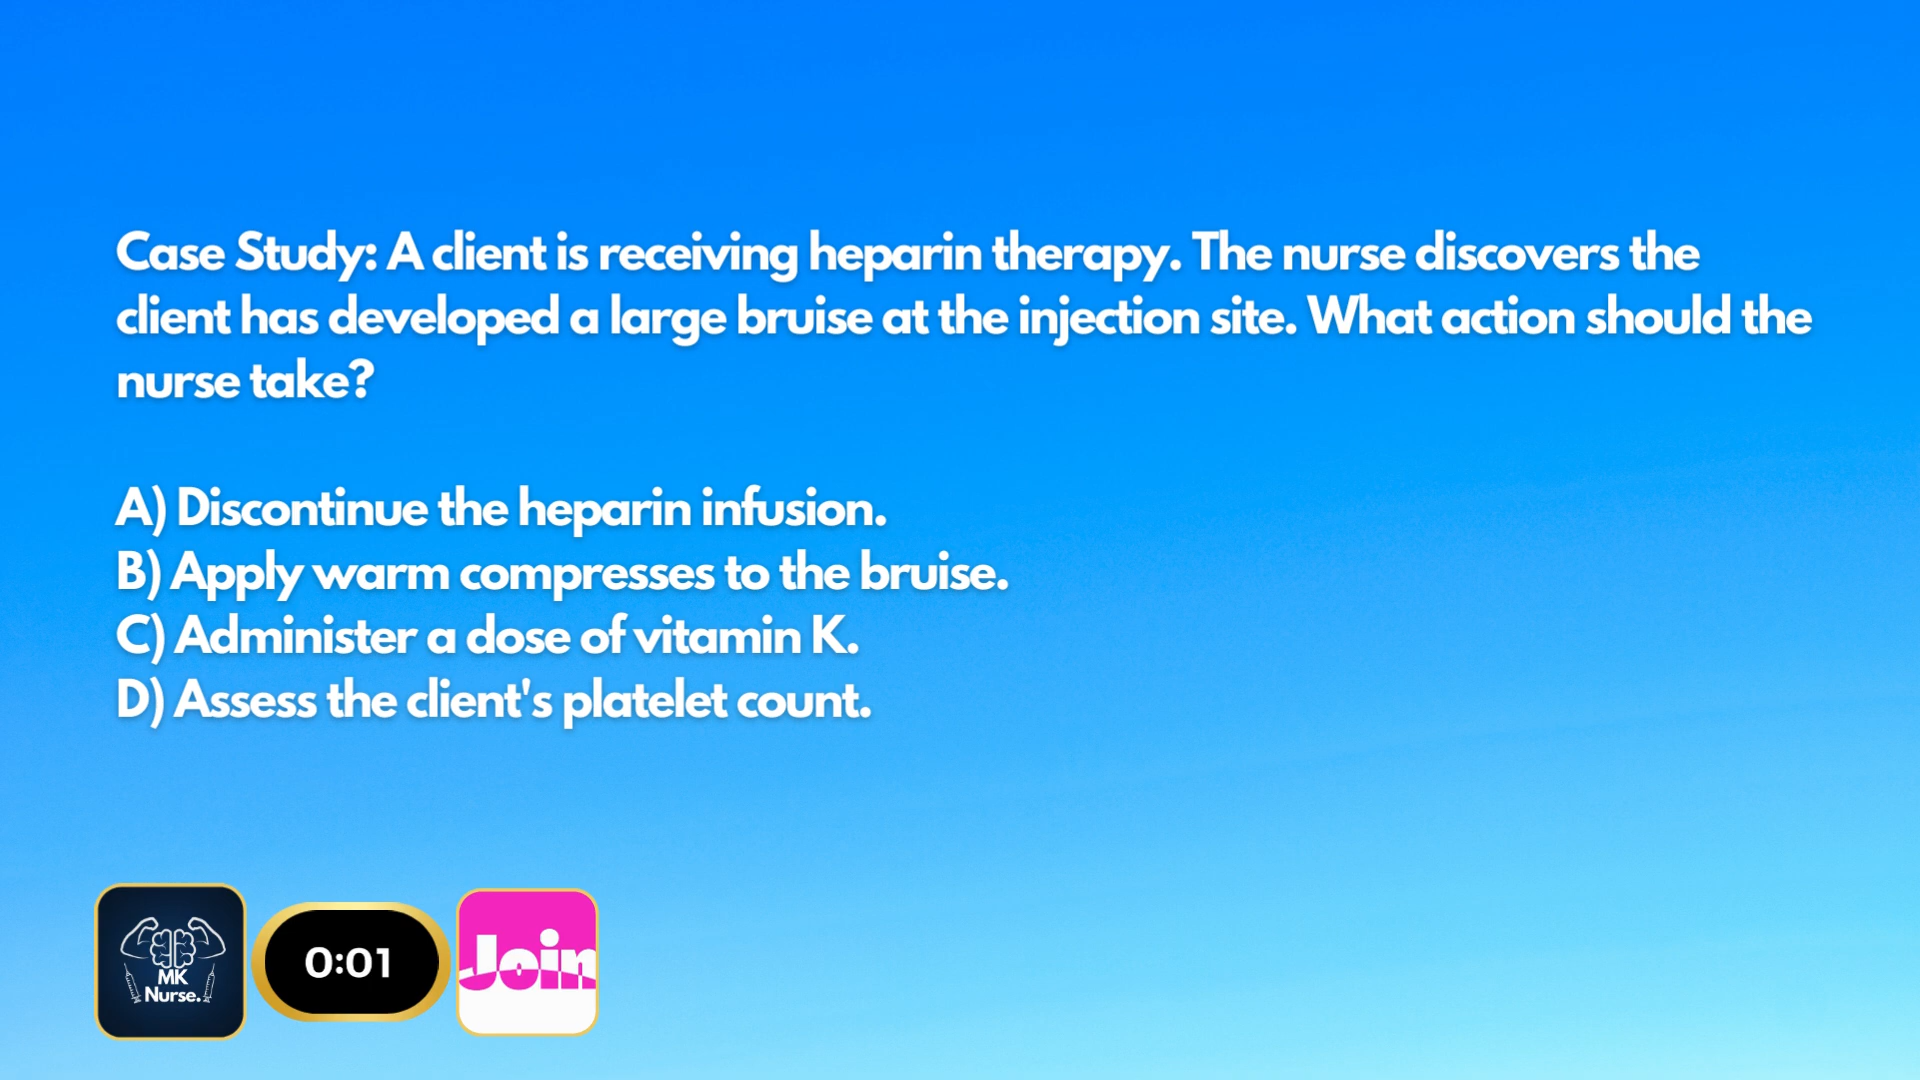 Case Study: A client is receiving heparin therapy. The nurse discovers the
client has developed a large bruise at the injection site. What action should the
nurse take?
A) Discontinue the heparin infusion.
B) Apply warm compresses to the bruise.
C) Administer a dose of vitamin K.
D) Assess the client's platelet count.
MK
Nurse.
0:01
Join